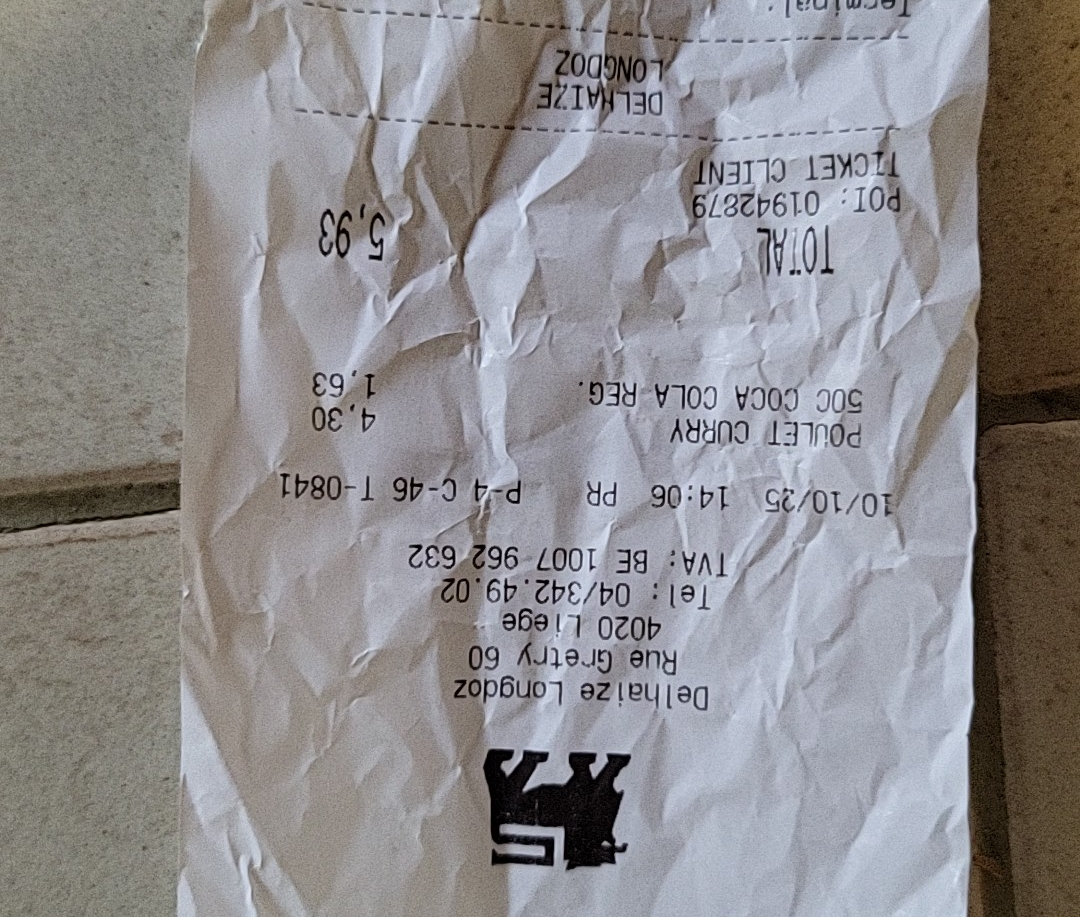 Delhaize Longdoz
Rue Gretry 60
4020 Liege
Tel: 04/342.49.02
TVA: BE 1007 962 632
10/10/25 14:06 PR P-4 C-46 T-0841
POULET CURRY 4,30
50C COCA COLA REG. 1,63
TOTAL 5,93
POI: 01942879
TICKET CLIENT
DELHAIZE
LONGDOZ
Terminal: